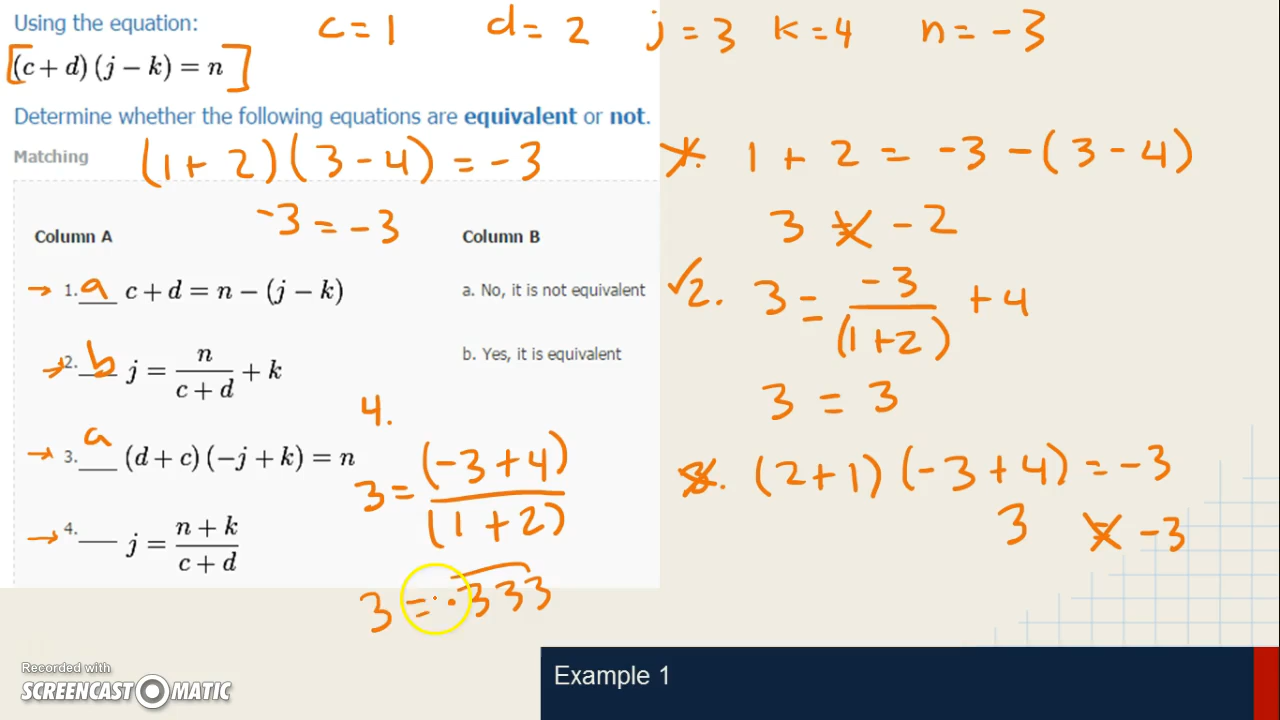 Using the equation:
c = 1 d = 2 j = 3 k = 4 n = -3
[(c + d) (j − k) = n]
Determine whether the following equations are equivalent or not.
Matching
(1 + 2) (3 - 4) = -3
-3 = -3
Column A
Column B
1. a c + d = n − (j − k)
a. No, it is not equivalent
2. b j = n / (c + d) + k
b. Yes, it is equivalent
3. a (d + c) (−j + k) = n
4. ___ j = (n + k) / (c + d)
4.
3 = (-3 + 4) / (1 + 2)
3 = .333
1. 1 + 2 = -3 - (3 - 4)
3 = -2
√2. 3 = -3 / (1 + 2) + 4
3 = 3
3. (2 + 1) (-3 + 4) = -3
3 = -3
Recorded with
SCREENCAST-O-MATIC
Example 1